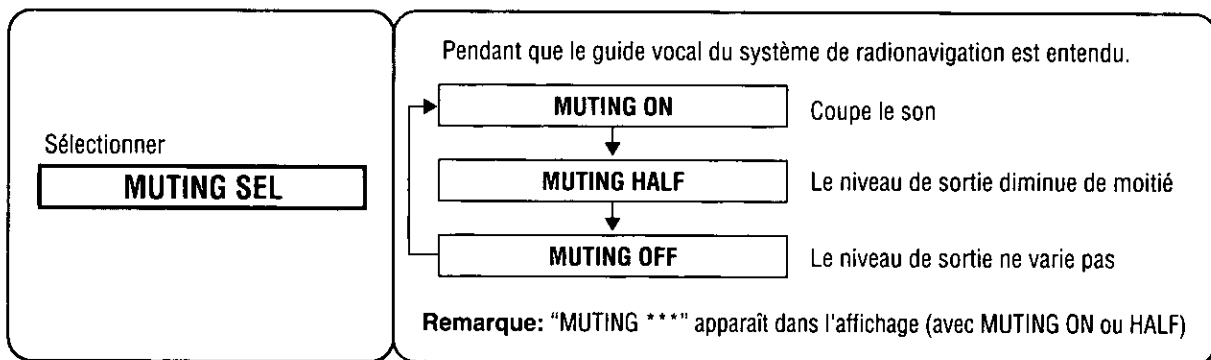 Sélectionner
MUTING SEL
Pendant que le guide vocal du système de radionavigation est entendu.
MUTING ON
Coupe le son
MUTING HALF
Le niveau de sortie diminue de moitié
MUTING OFF
Le niveau de sortie ne varie pas
Remarque: "MUTING ***" apparaît dans l'affichage (avec MUTING ON ou HALF)